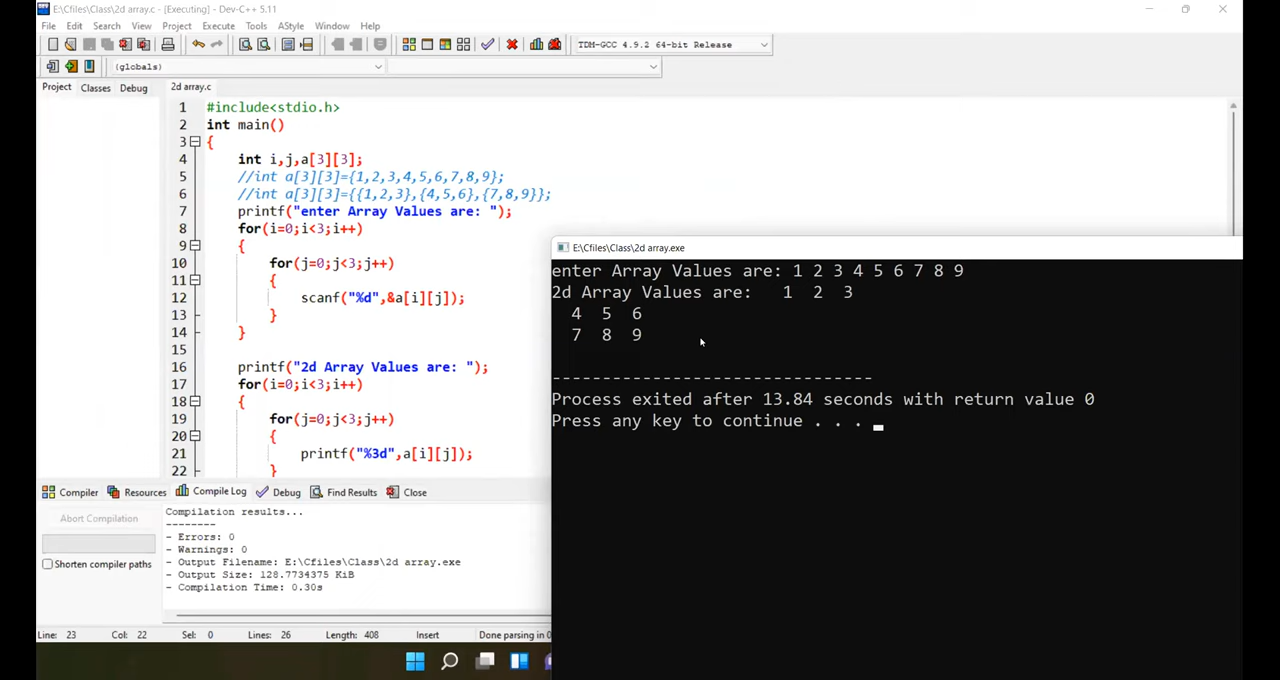 2d array.c - [Executing] - Dev-C++ 5.11
File Edit Search View Project Execute Tools AStyle Window Help
TDM-GCC 4.9.2 64-bit Release
(globals)
Project Classes Debug
2d array.c
1 #include<stdio.h>
2 int main()
3 {
4 int i,j,a[3][3];
5 //int a[3][3]={1,2,3,4,5,6,7,8,9};
6 //int a[3][3]={{1,2,3},{4,5,6},{7,8,9}};
7 printf("enter Array Values are: ");
8 for(i=0;i<3;i++)
9 {
10 for(j=0;j<3;j++)
11 {
12 scanf("%d",&a[i][j]);
13 }
14 }
15
16 printf("2d Array Values are: ");
17 for(i=0;i<3;i++)
18 {
19 for(j=0;j<3;j++)
20 {
21 printf("%3d",a[i][j]);
22 }
E:\Cfiles\Class\2d array.exe
enter Array Values are: 1 2 3 4 5 6 7 8 9
2d Array Values are:   1  2  3
  4  5  6
  7  8  9
--------------------------------
Process exited after 13.84 seconds with return value 0
Press any key to continue . . .
Compiler Resources Compile Log Debug Find Results Close
Abort Compilation
Shorten compiler paths
Compilation results...
--------
- Errors: 0
- Warnings: 0
- Output Filename: E:\Cfiles\Class\2d array.exe
- Output Size: 128.7734375 KiB
- Compilation Time: 0.30s
Line: 23 Col: 22 Sel: 0 Lines: 26 Length: 408 Insert Done parsing in 0